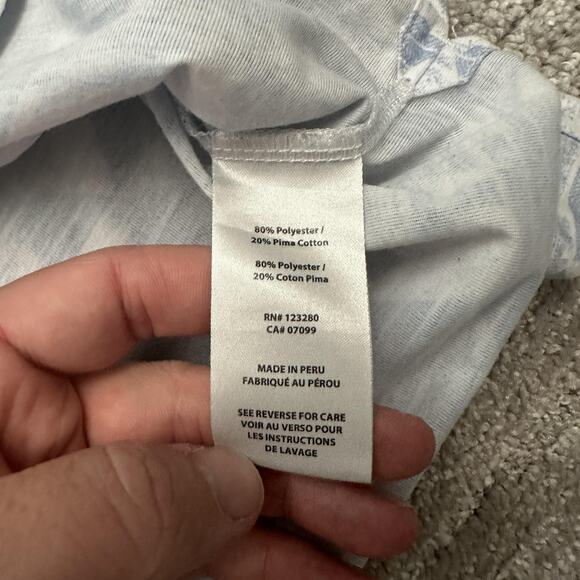 80% Polyester /
20% Pima Cotton
80% Polyester /
20% Coton Pima
RN# 123280
CA# 07099
MADE IN PERU
FABRIQUÉ AU PÉROU
SEE REVERSE FOR CARE
VOIR AU VERSO POUR
LES INSTRUCTIONS
DE LAVAGE